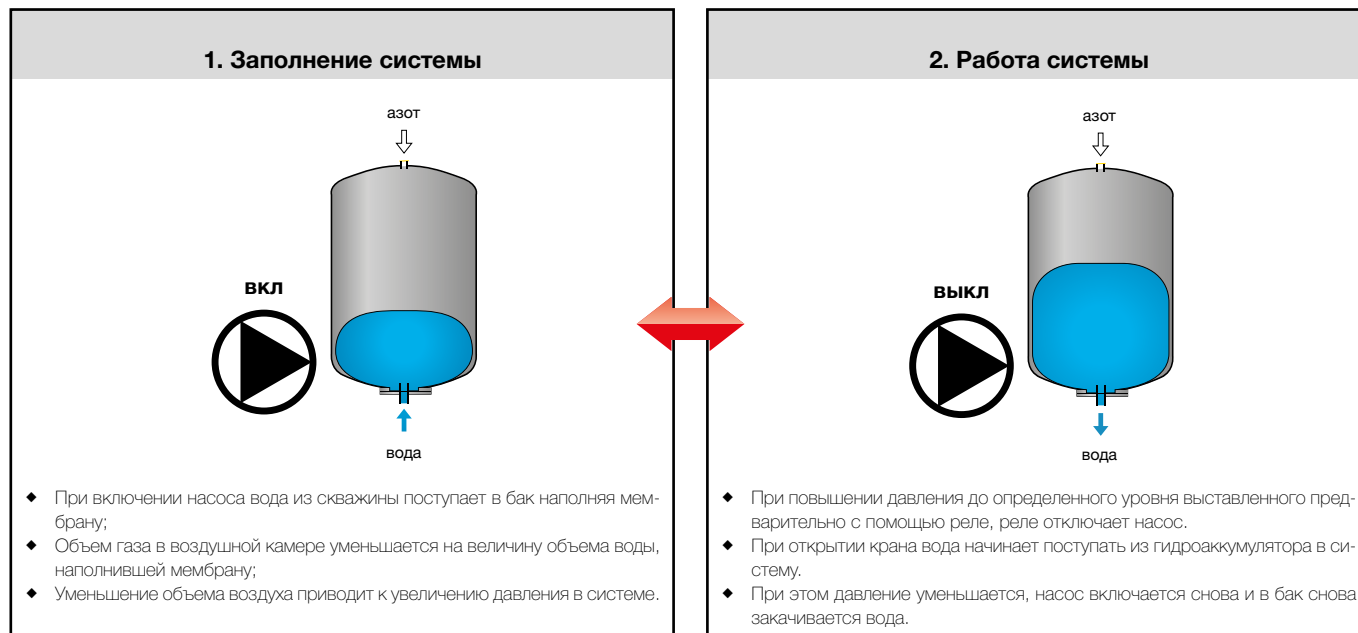 1. Заполнение системы
азот
вкл
вода
◆ При включении насоса вода из скважины поступает в бак наполняя мем-
брану;
◆ Объем газа в воздушной камере уменьшается на величину объема воды,
наполнившей мембрану;
◆ Уменьшение объема воздуха приводит к увеличению давления в системе.
2. Работа системы
азот
выкл
вода
◆ При повышении давления до определенного уровня выставленного пред-
варительно с помощью реле, реле отключает насос.
◆ При открытии крана вода начинает поступать из гидроаккумулятора в си-
стему.
◆ При этом давление уменьшается, насос включается снова и в бак снова
закачивается вода.